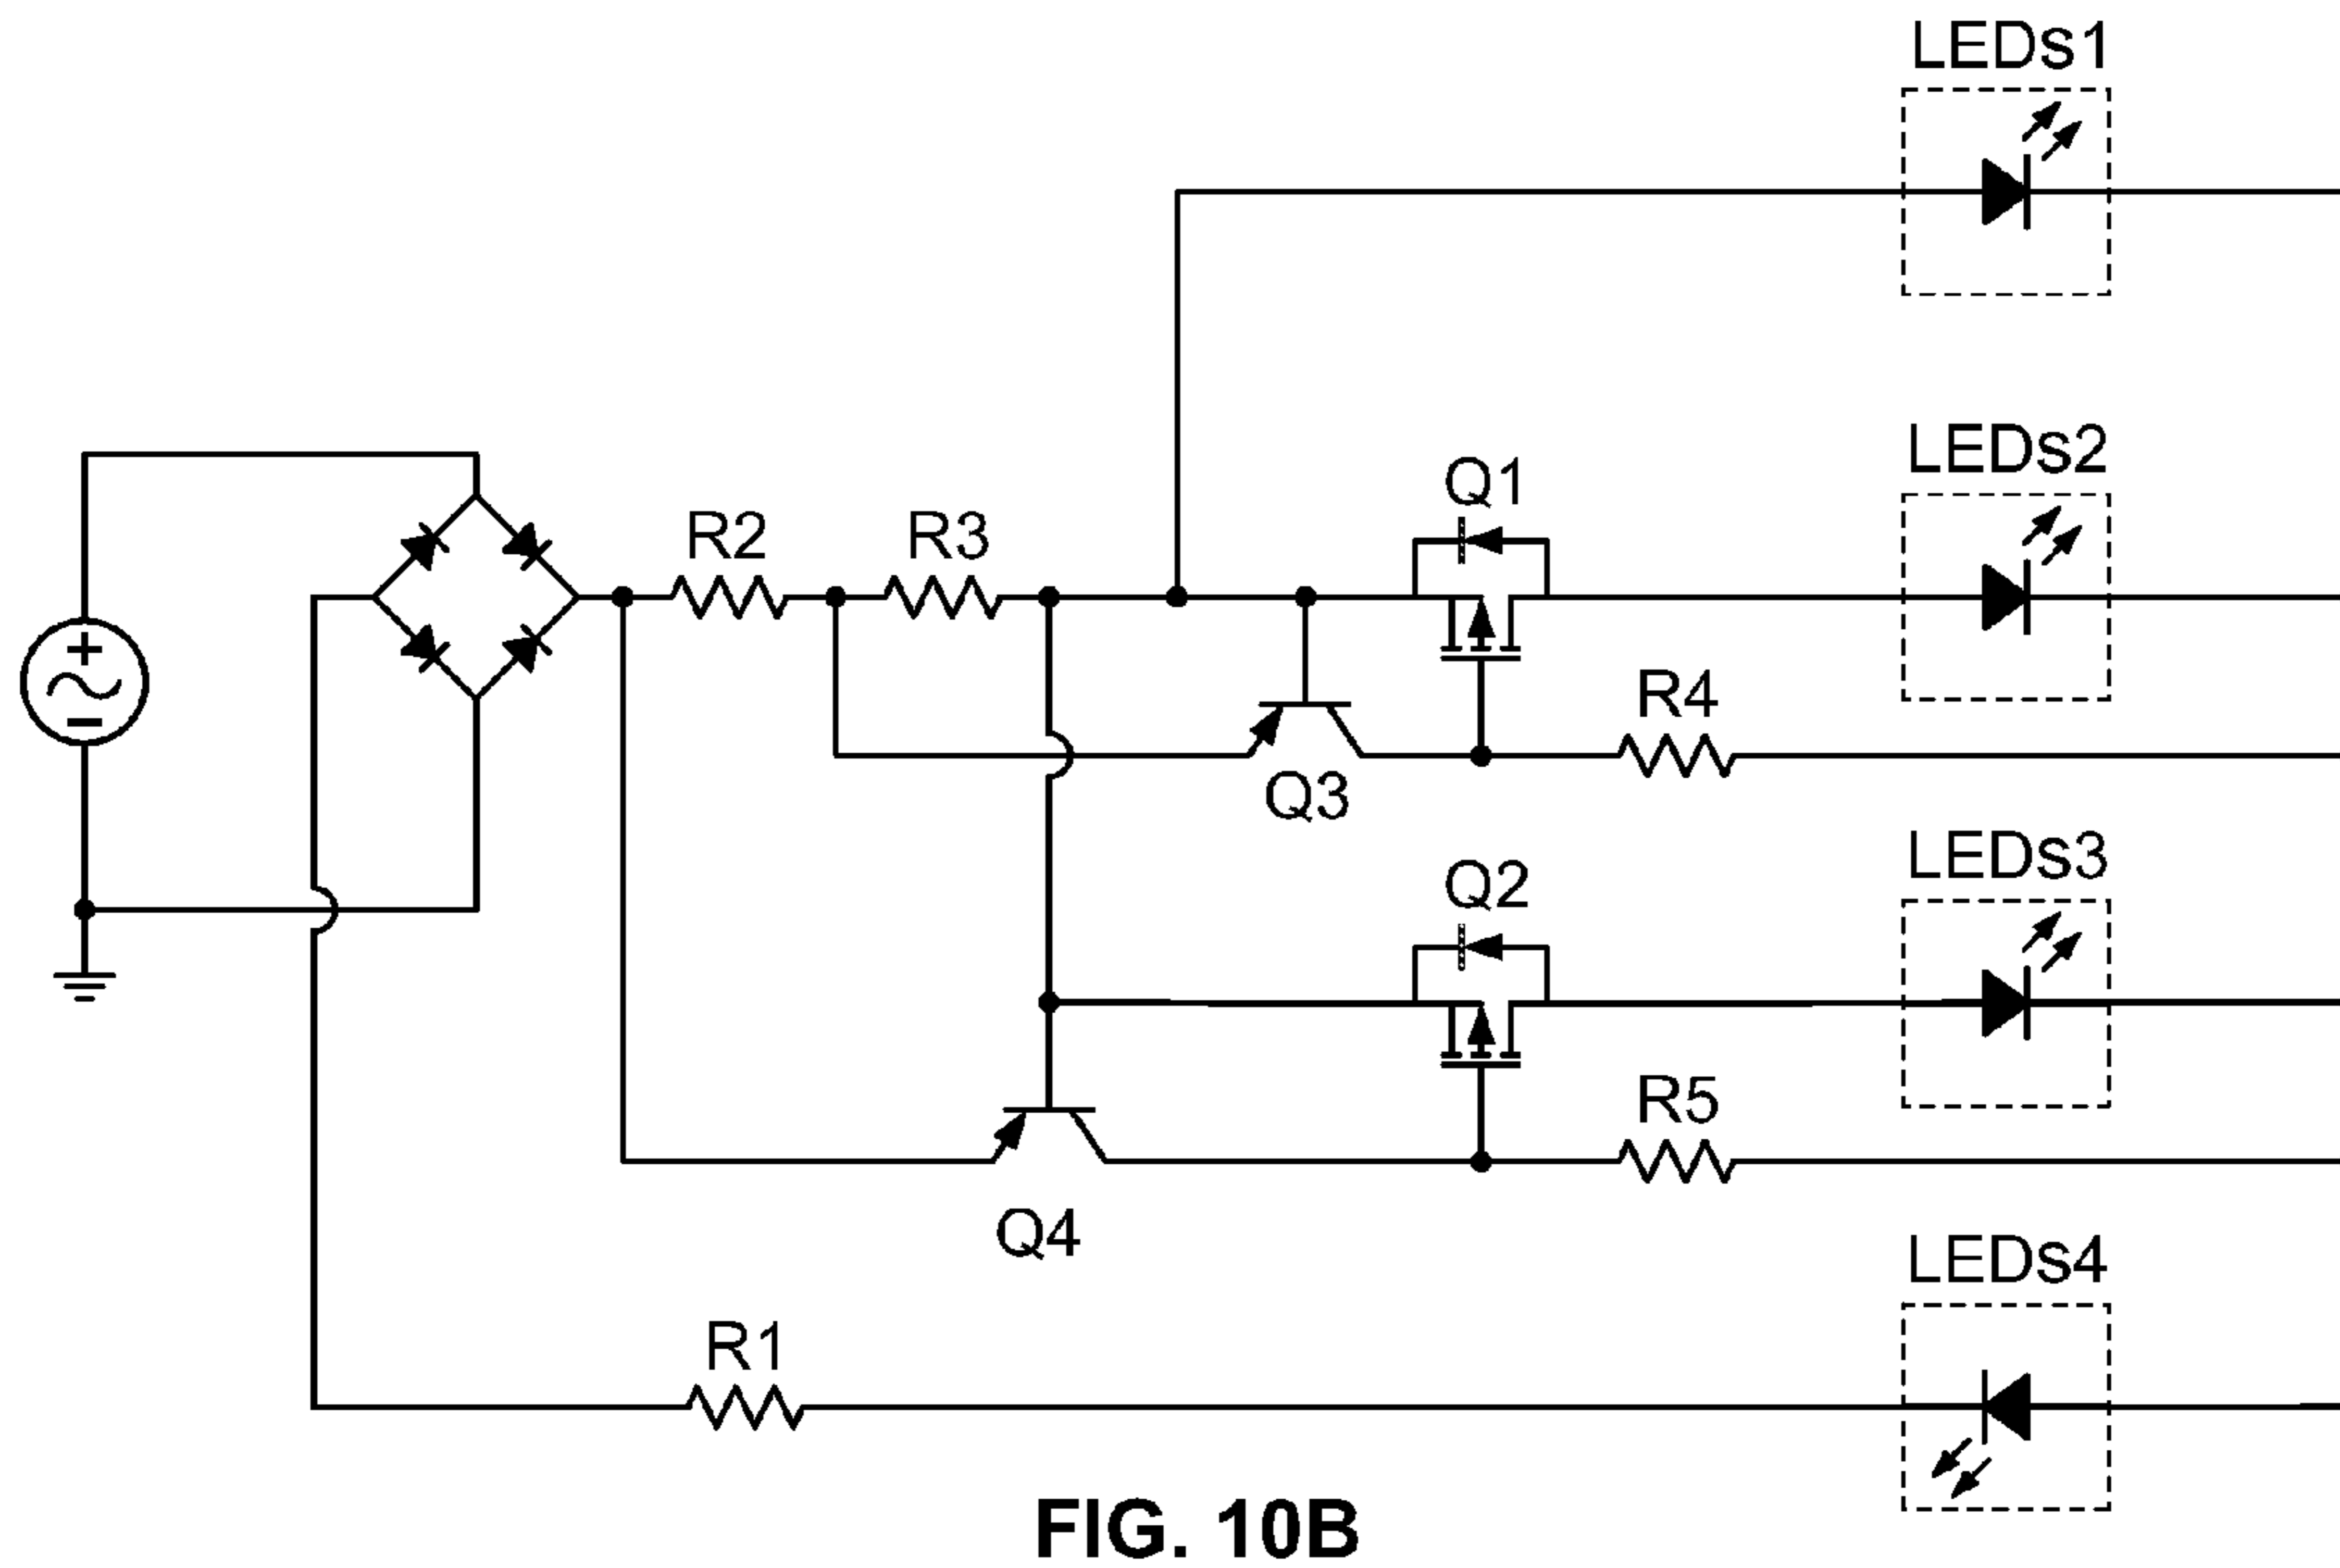 LEDs1
LEDs2
Q1
R2
R3
R4
Q3
LEDs3
Q2
R5
Q4
LEDs4
R1
FIG. 10B